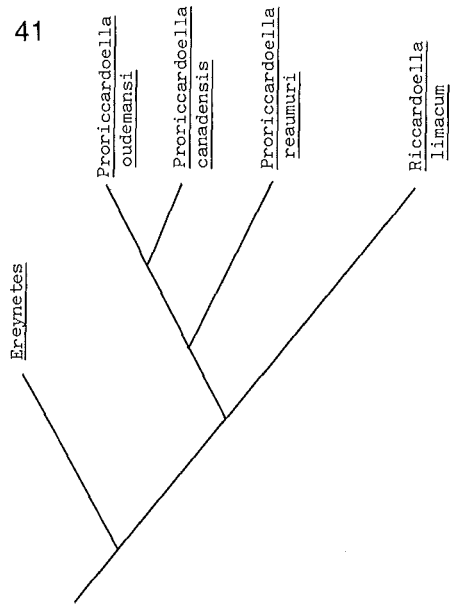 41
Ereynetes
Proriccardoella
oudemansi
Proriccardoella
canadensis
Proriccardoella
reaumuri
Riccardoella
limacum